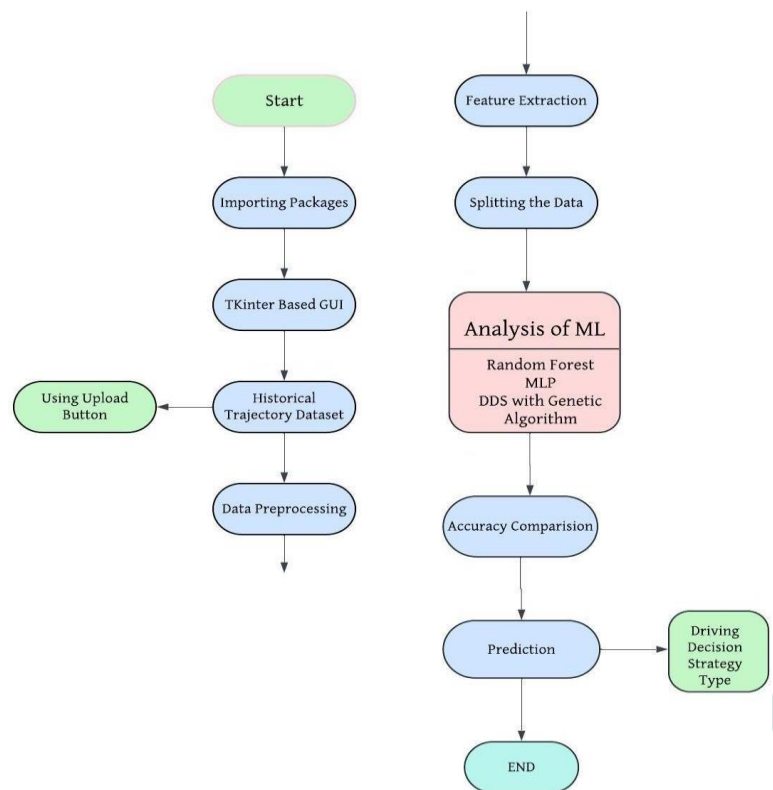 Start
Importing Packages
TKinter Based GUI
Using Upload
Button
Historical
Trajectory Dataset
Data Preprocessing
Feature Extraction
Splitting the Data
Analysis of ML
Random Forest
MLP
DDS with Genetic
Algorithm
Accuracy Comparision
Prediction
Driving
Decision
Strategy
Type
END